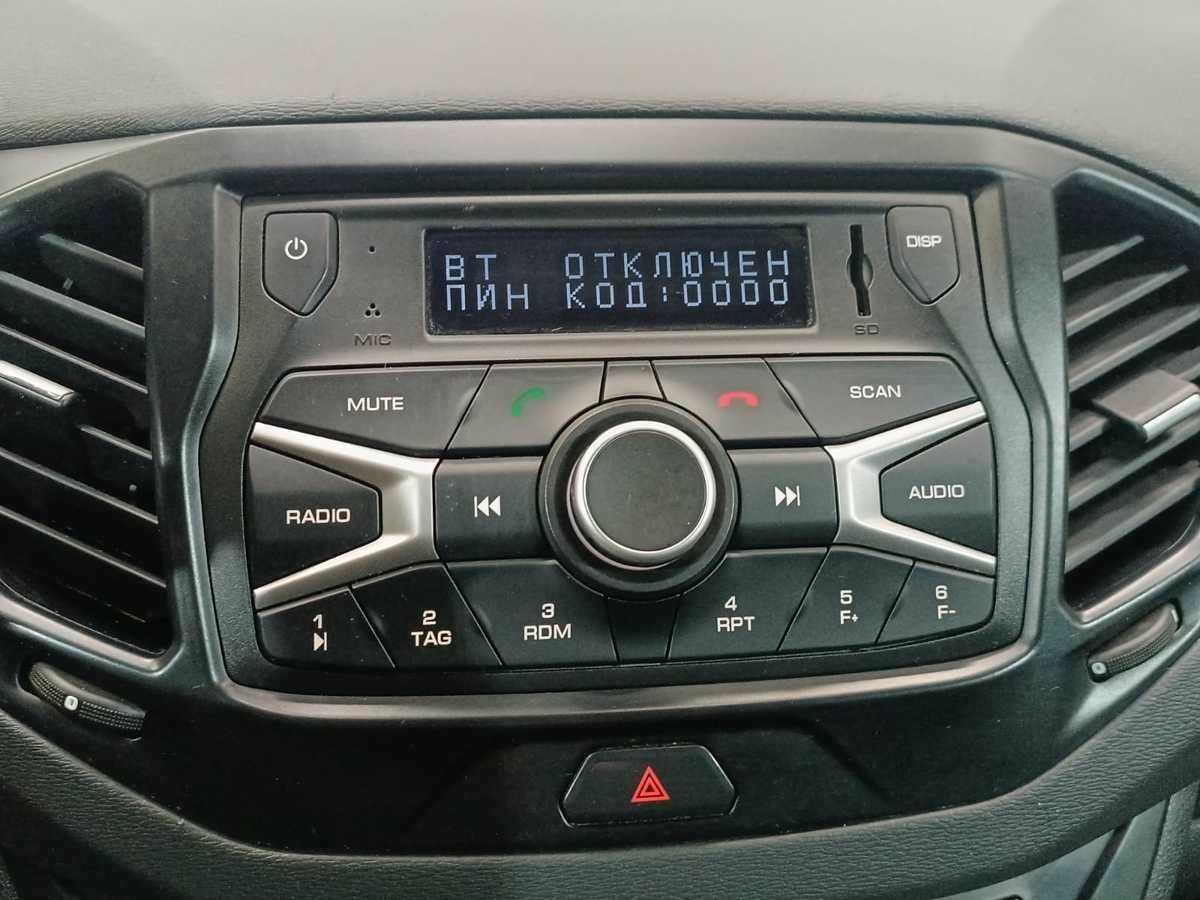 DISP
ВТ ОТКЛЮЧЕН
ПИН КОД:0000
MIC
SD
MUTE
SCAN
RADIO
AUDIO
1
2
TAG
3
RDM
4
RPT
5
F+
6
F-